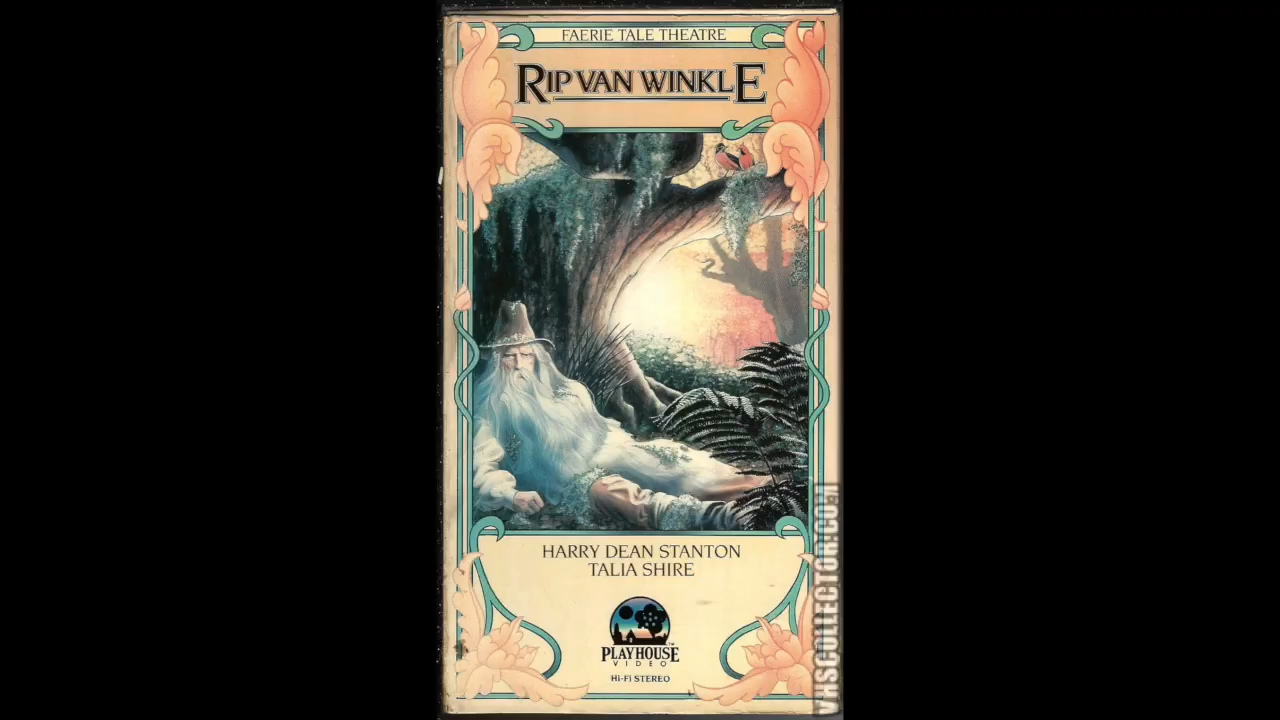 FAERIE TALE THEATRE
RIP VAN WINKLE
HARRY DEAN STANTON
TALIA SHIRE
PLAYHOUSE
VIDEO
Hi-Fi STEREO
VHSCOLLECTOR.COM